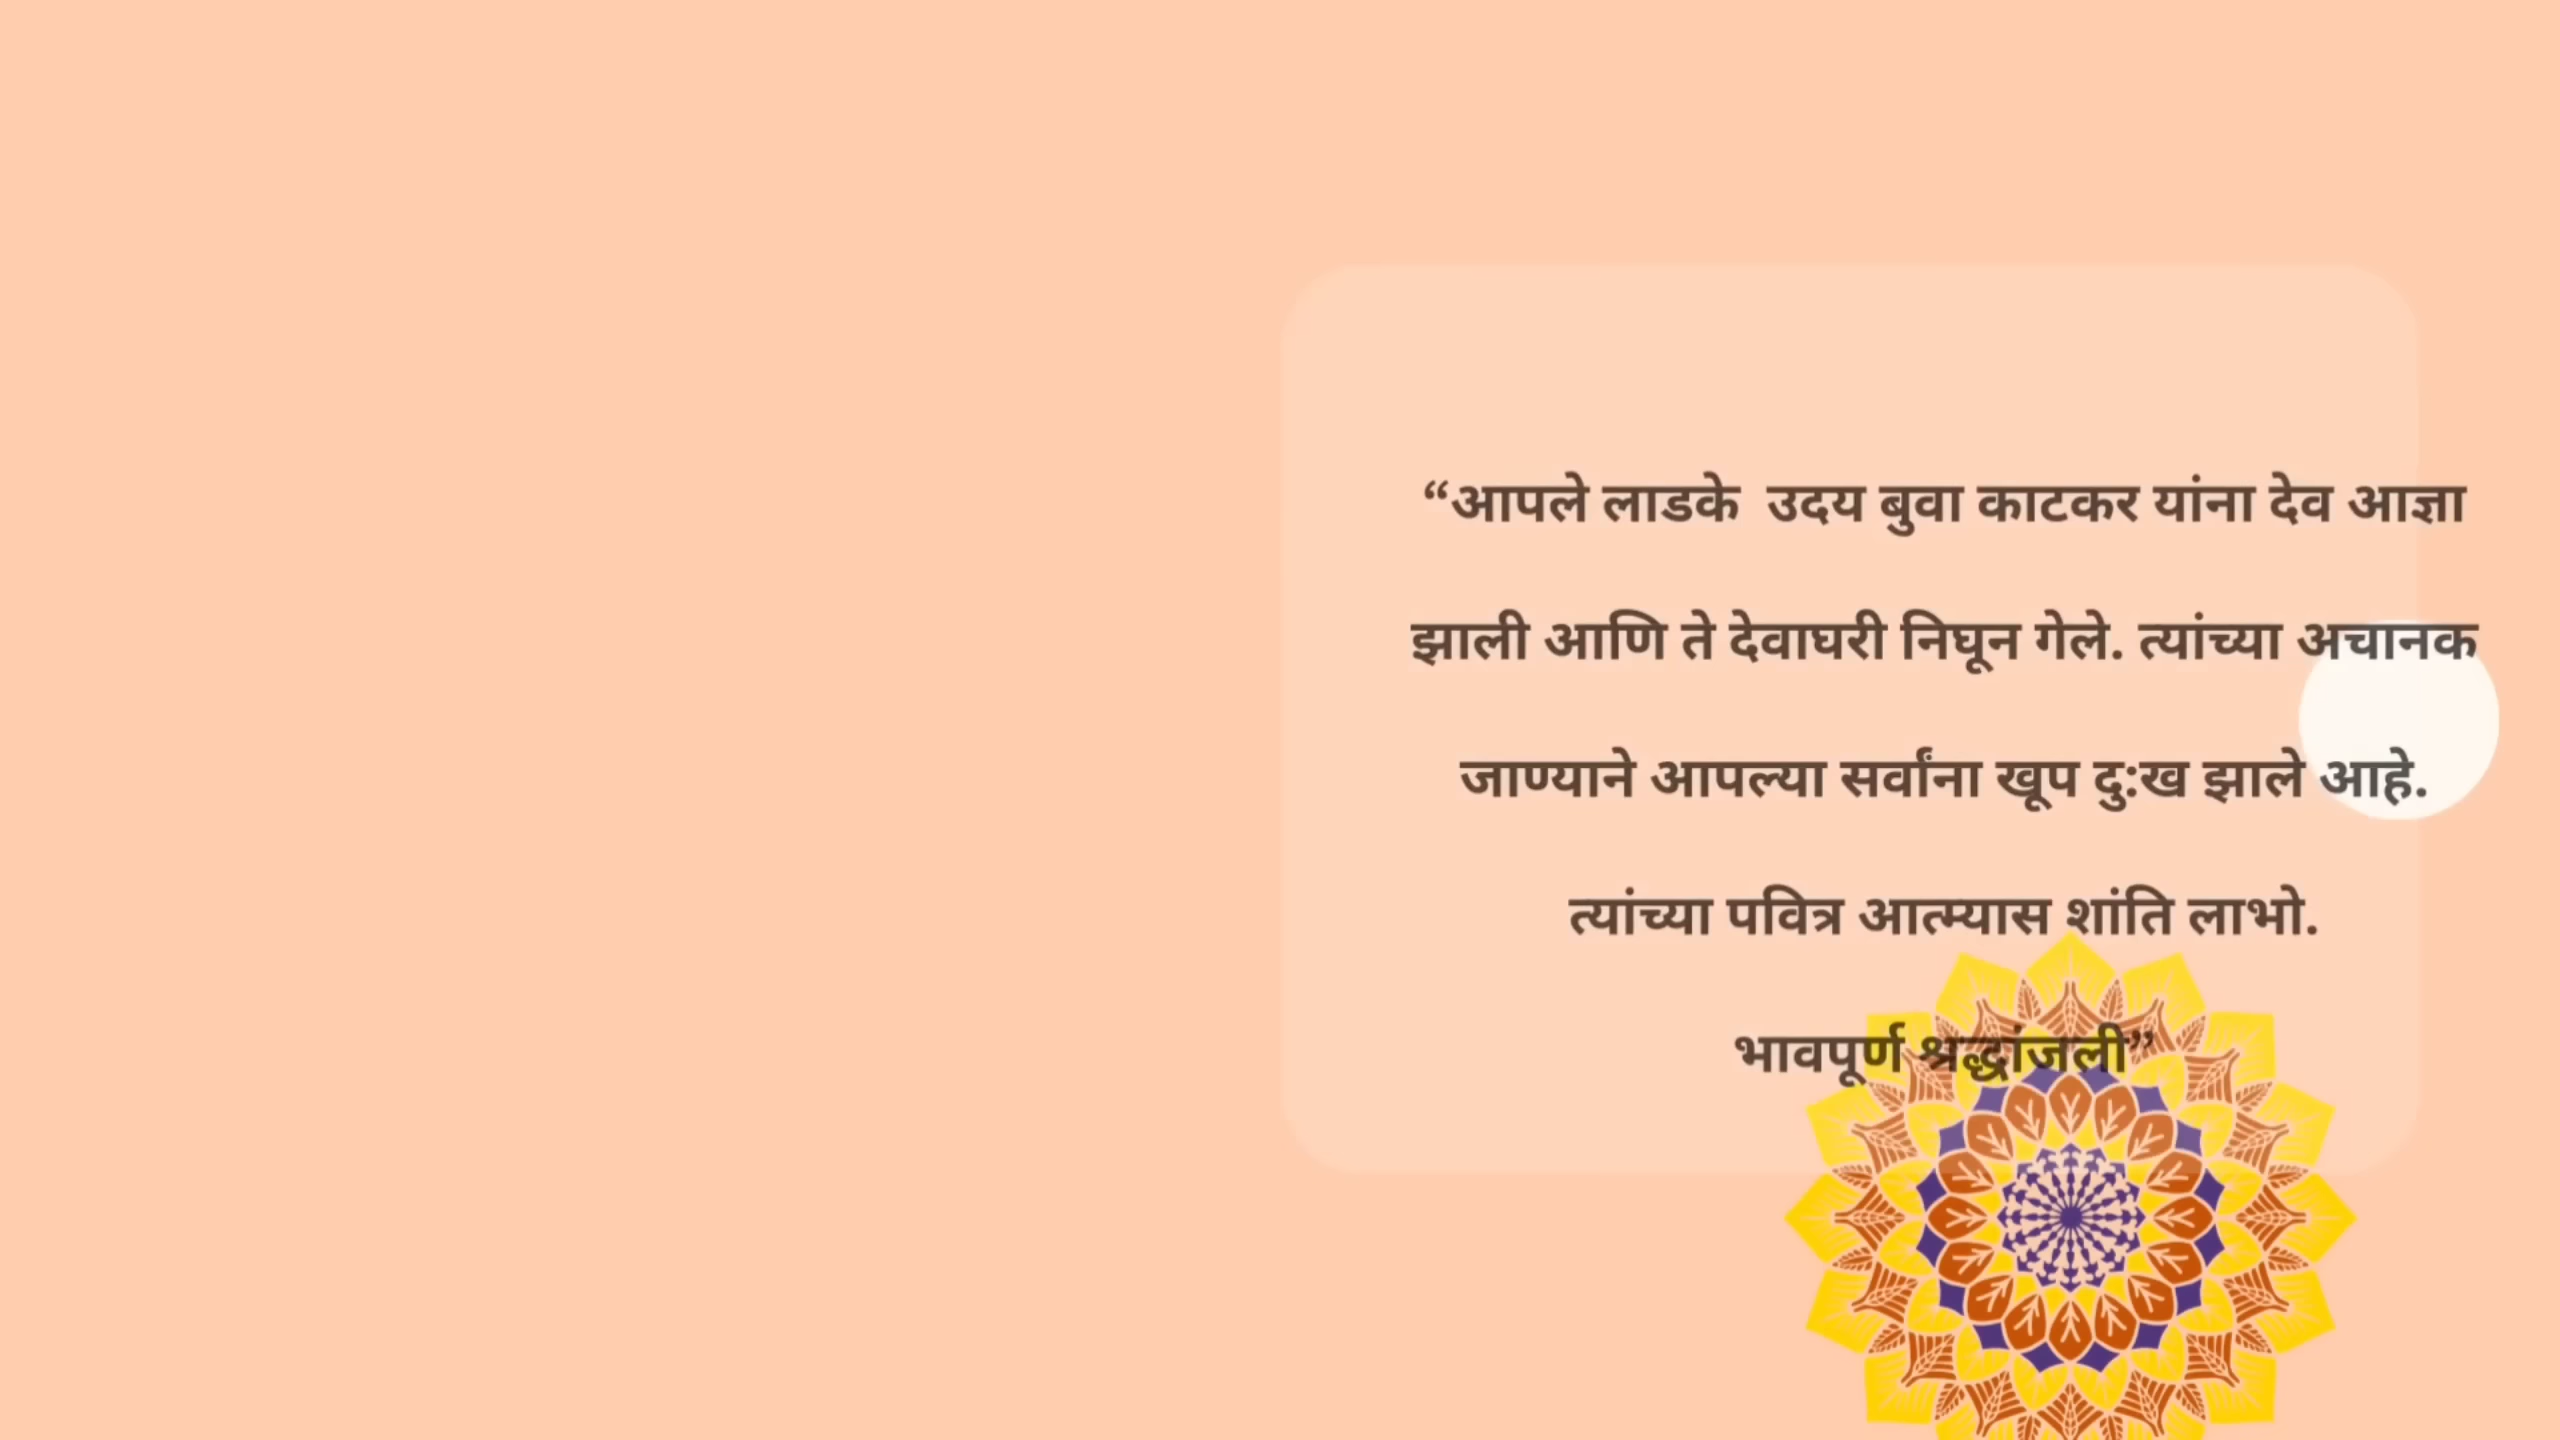 “आपले लाडके  उदय बुवा काटकर यांना देव आज्ञा
झाली आणि ते देवाघरी निघून गेले. त्यांच्या अचानक
जाण्याने आपल्या सर्वांना खूप दु:ख झाले आहे.
त्यांच्या पवित्र आत्म्यास शांति लाभो.
भावपूर्ण श्रद्धांजली”